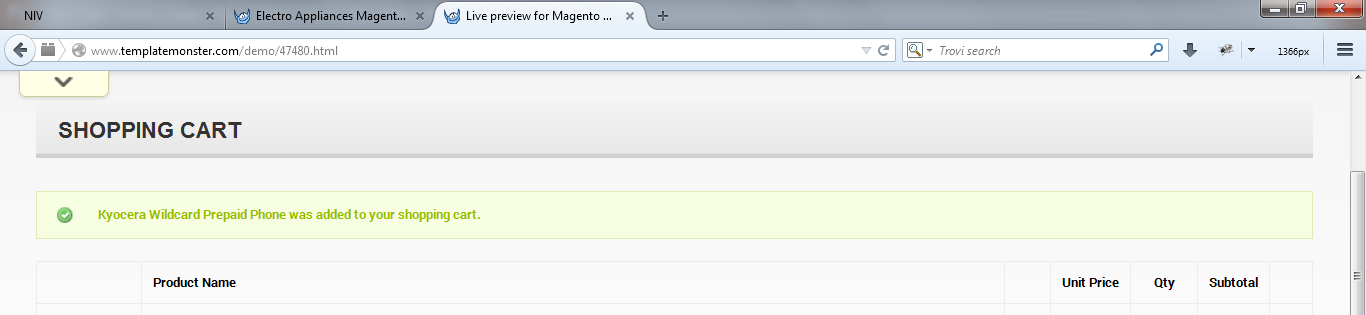 NIV
Electro Appliances Magent...
Live preview for Magento ...
www.templatemonster.com/demo/47480.html
Trovi search
1366px
SHOPPING CART
Kyocera Wildcard Prepaid Phone was added to your shopping cart.
Product Name Unit Price Qty Subtotal